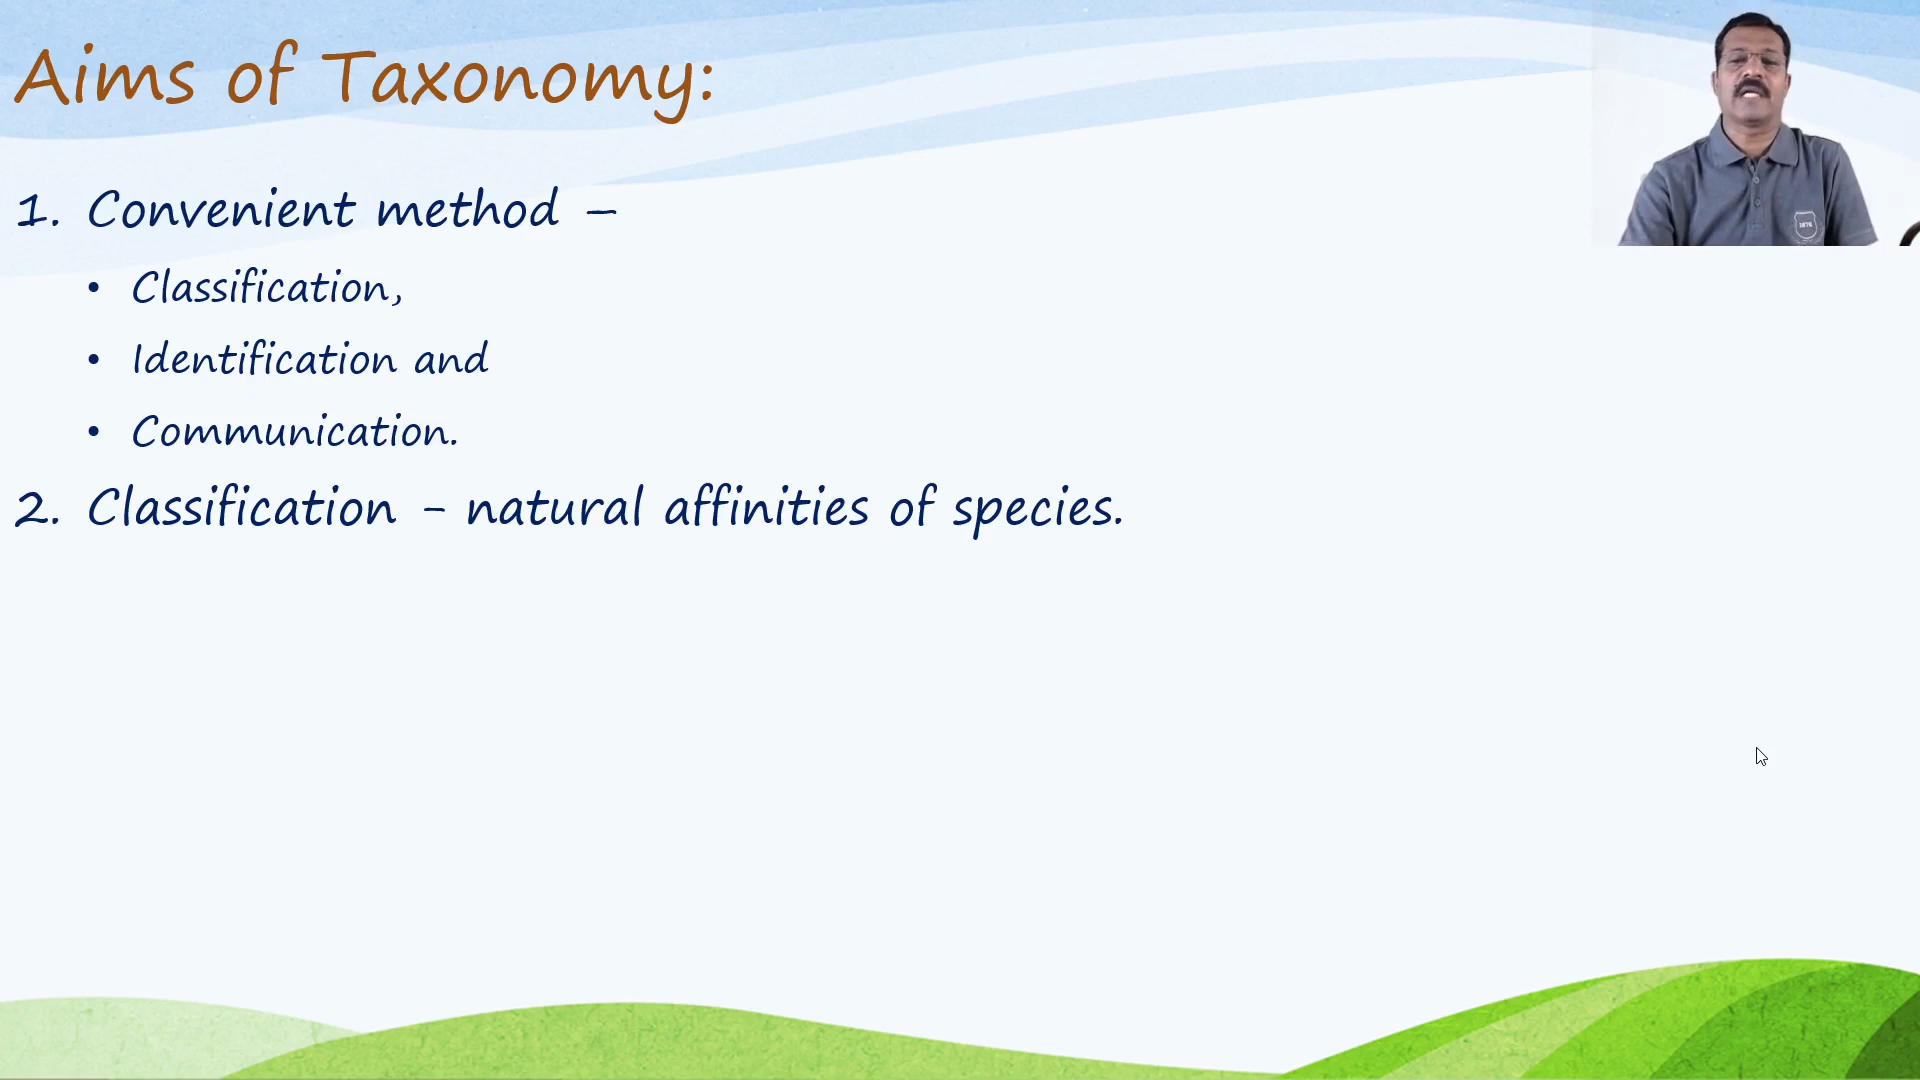 Aims of Taxonomy:
1. Convenient method –
• Classification,
• Identification and
• Communication.
2. Classification - natural affinities of species.